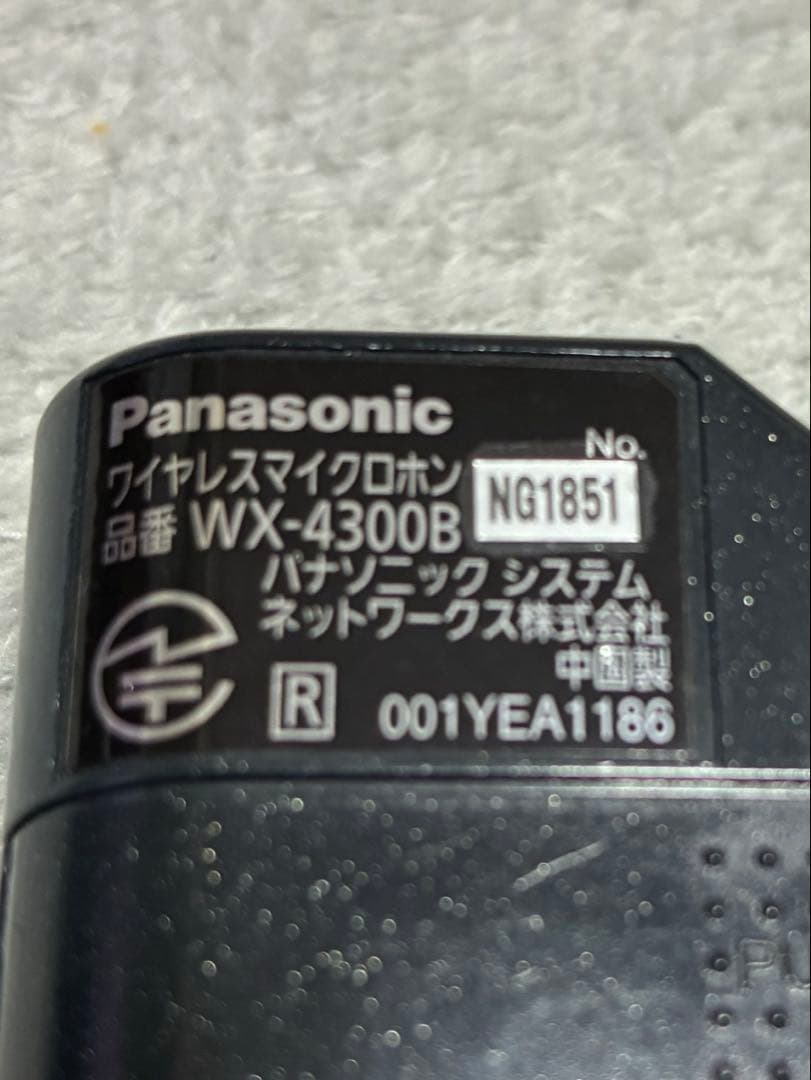 Panasonic
No.
ワイヤレスマイクロホン
NG1851
品番 WX-4300B
パナソニック システム
ネットワークス株式会社
中国製
R 001YEA1186
PU